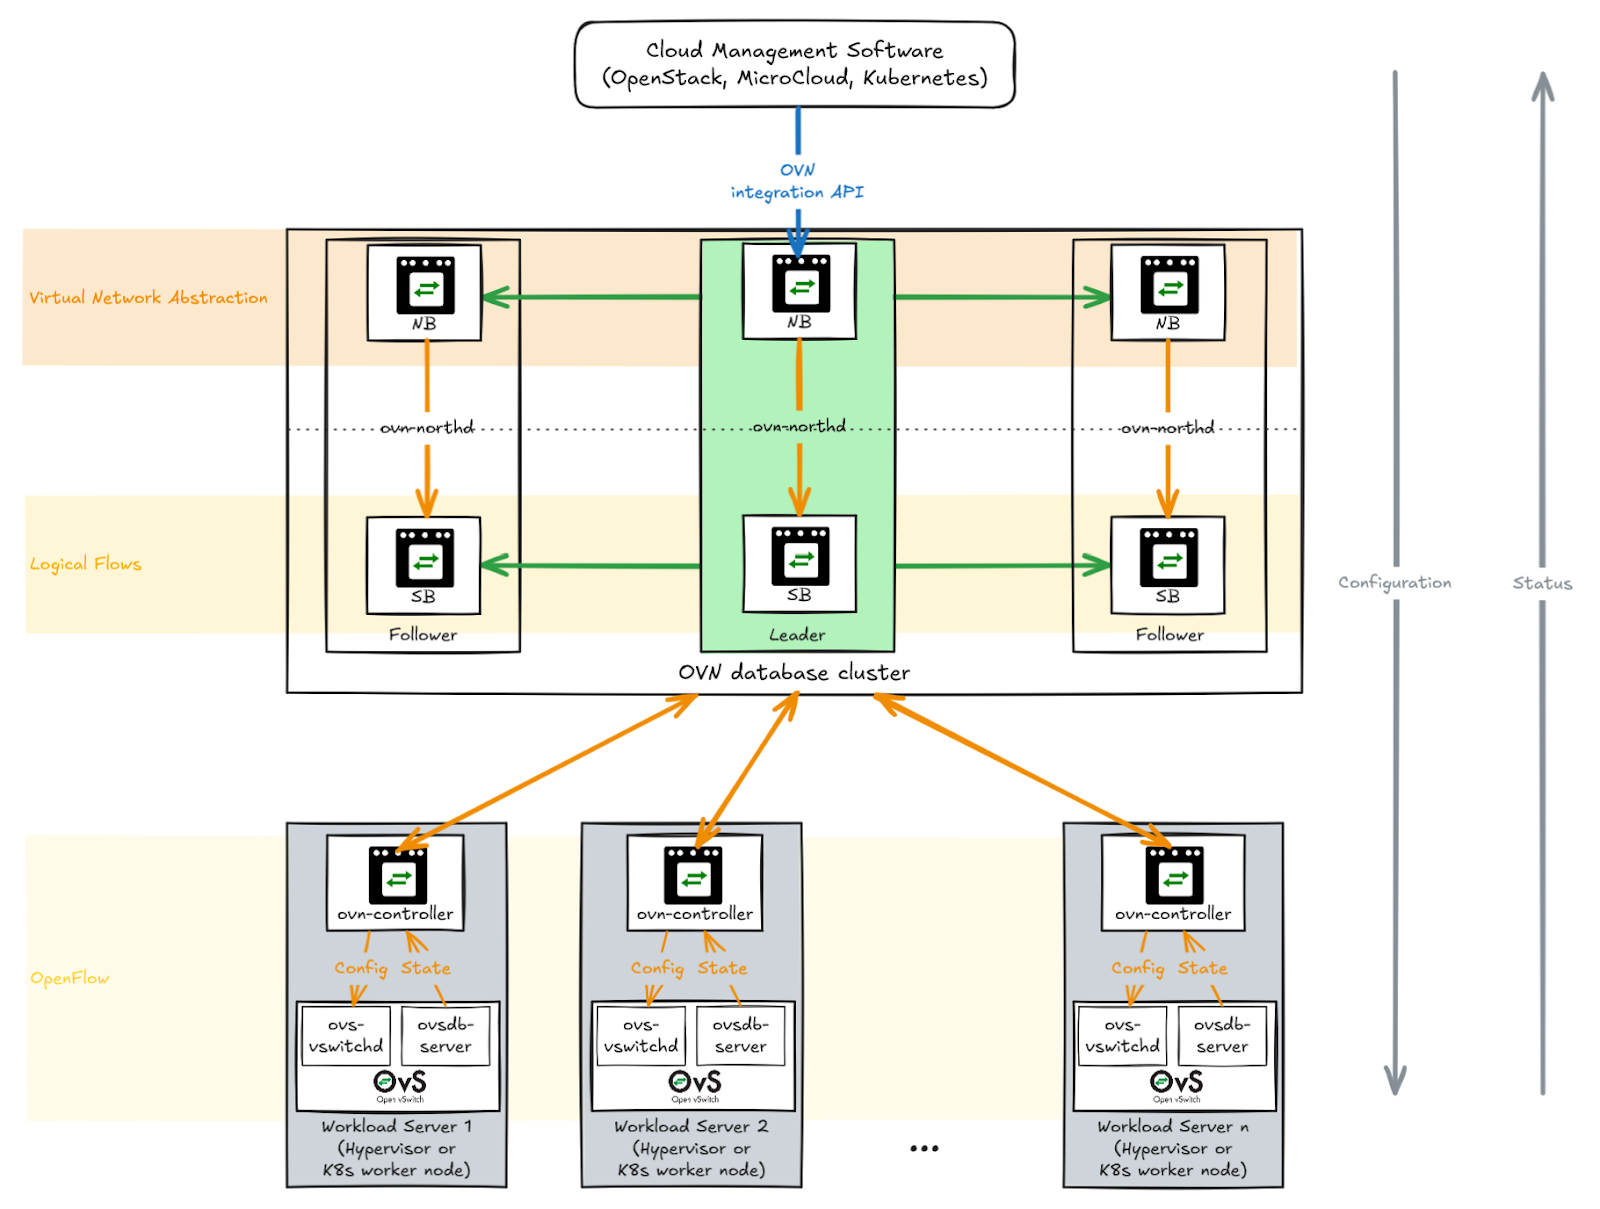 Cloud Management Software
(OpenStack, MicroCloud, Kubernetes)
OVN
integration API
Virtual Network Abstraction
NB
NB
NB
ovn-northd
ovn-northd
ovn-northd
Logical Flows
SB
SB
SB
Follower
Leader
Follower
OVN database cluster
Configuration
Status
OpenFlow
ovn-controller
Config State
ovs-
vswitchd
ovsdb-
server
OvS
Open vSwitch
Workload Server 1
(Hypervisor or
K8s worker node)
ovn-controller
Config State
ovs-
vswitchd
ovsdb-
server
OvS
Open vSwitch
Workload Server 2
(Hypervisor or
K8s worker node)
...
ovn-controller
Config State
ovs-
vswitchd
ovsdb-
server
OvS
Open vSwitch
Workload Server n
(Hypervisor or
K8s worker node)